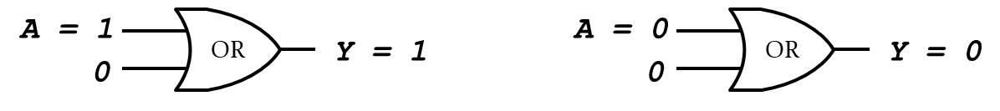 A = 1
0
OR
Y = 1
A = 0
0
OR
Y = 0